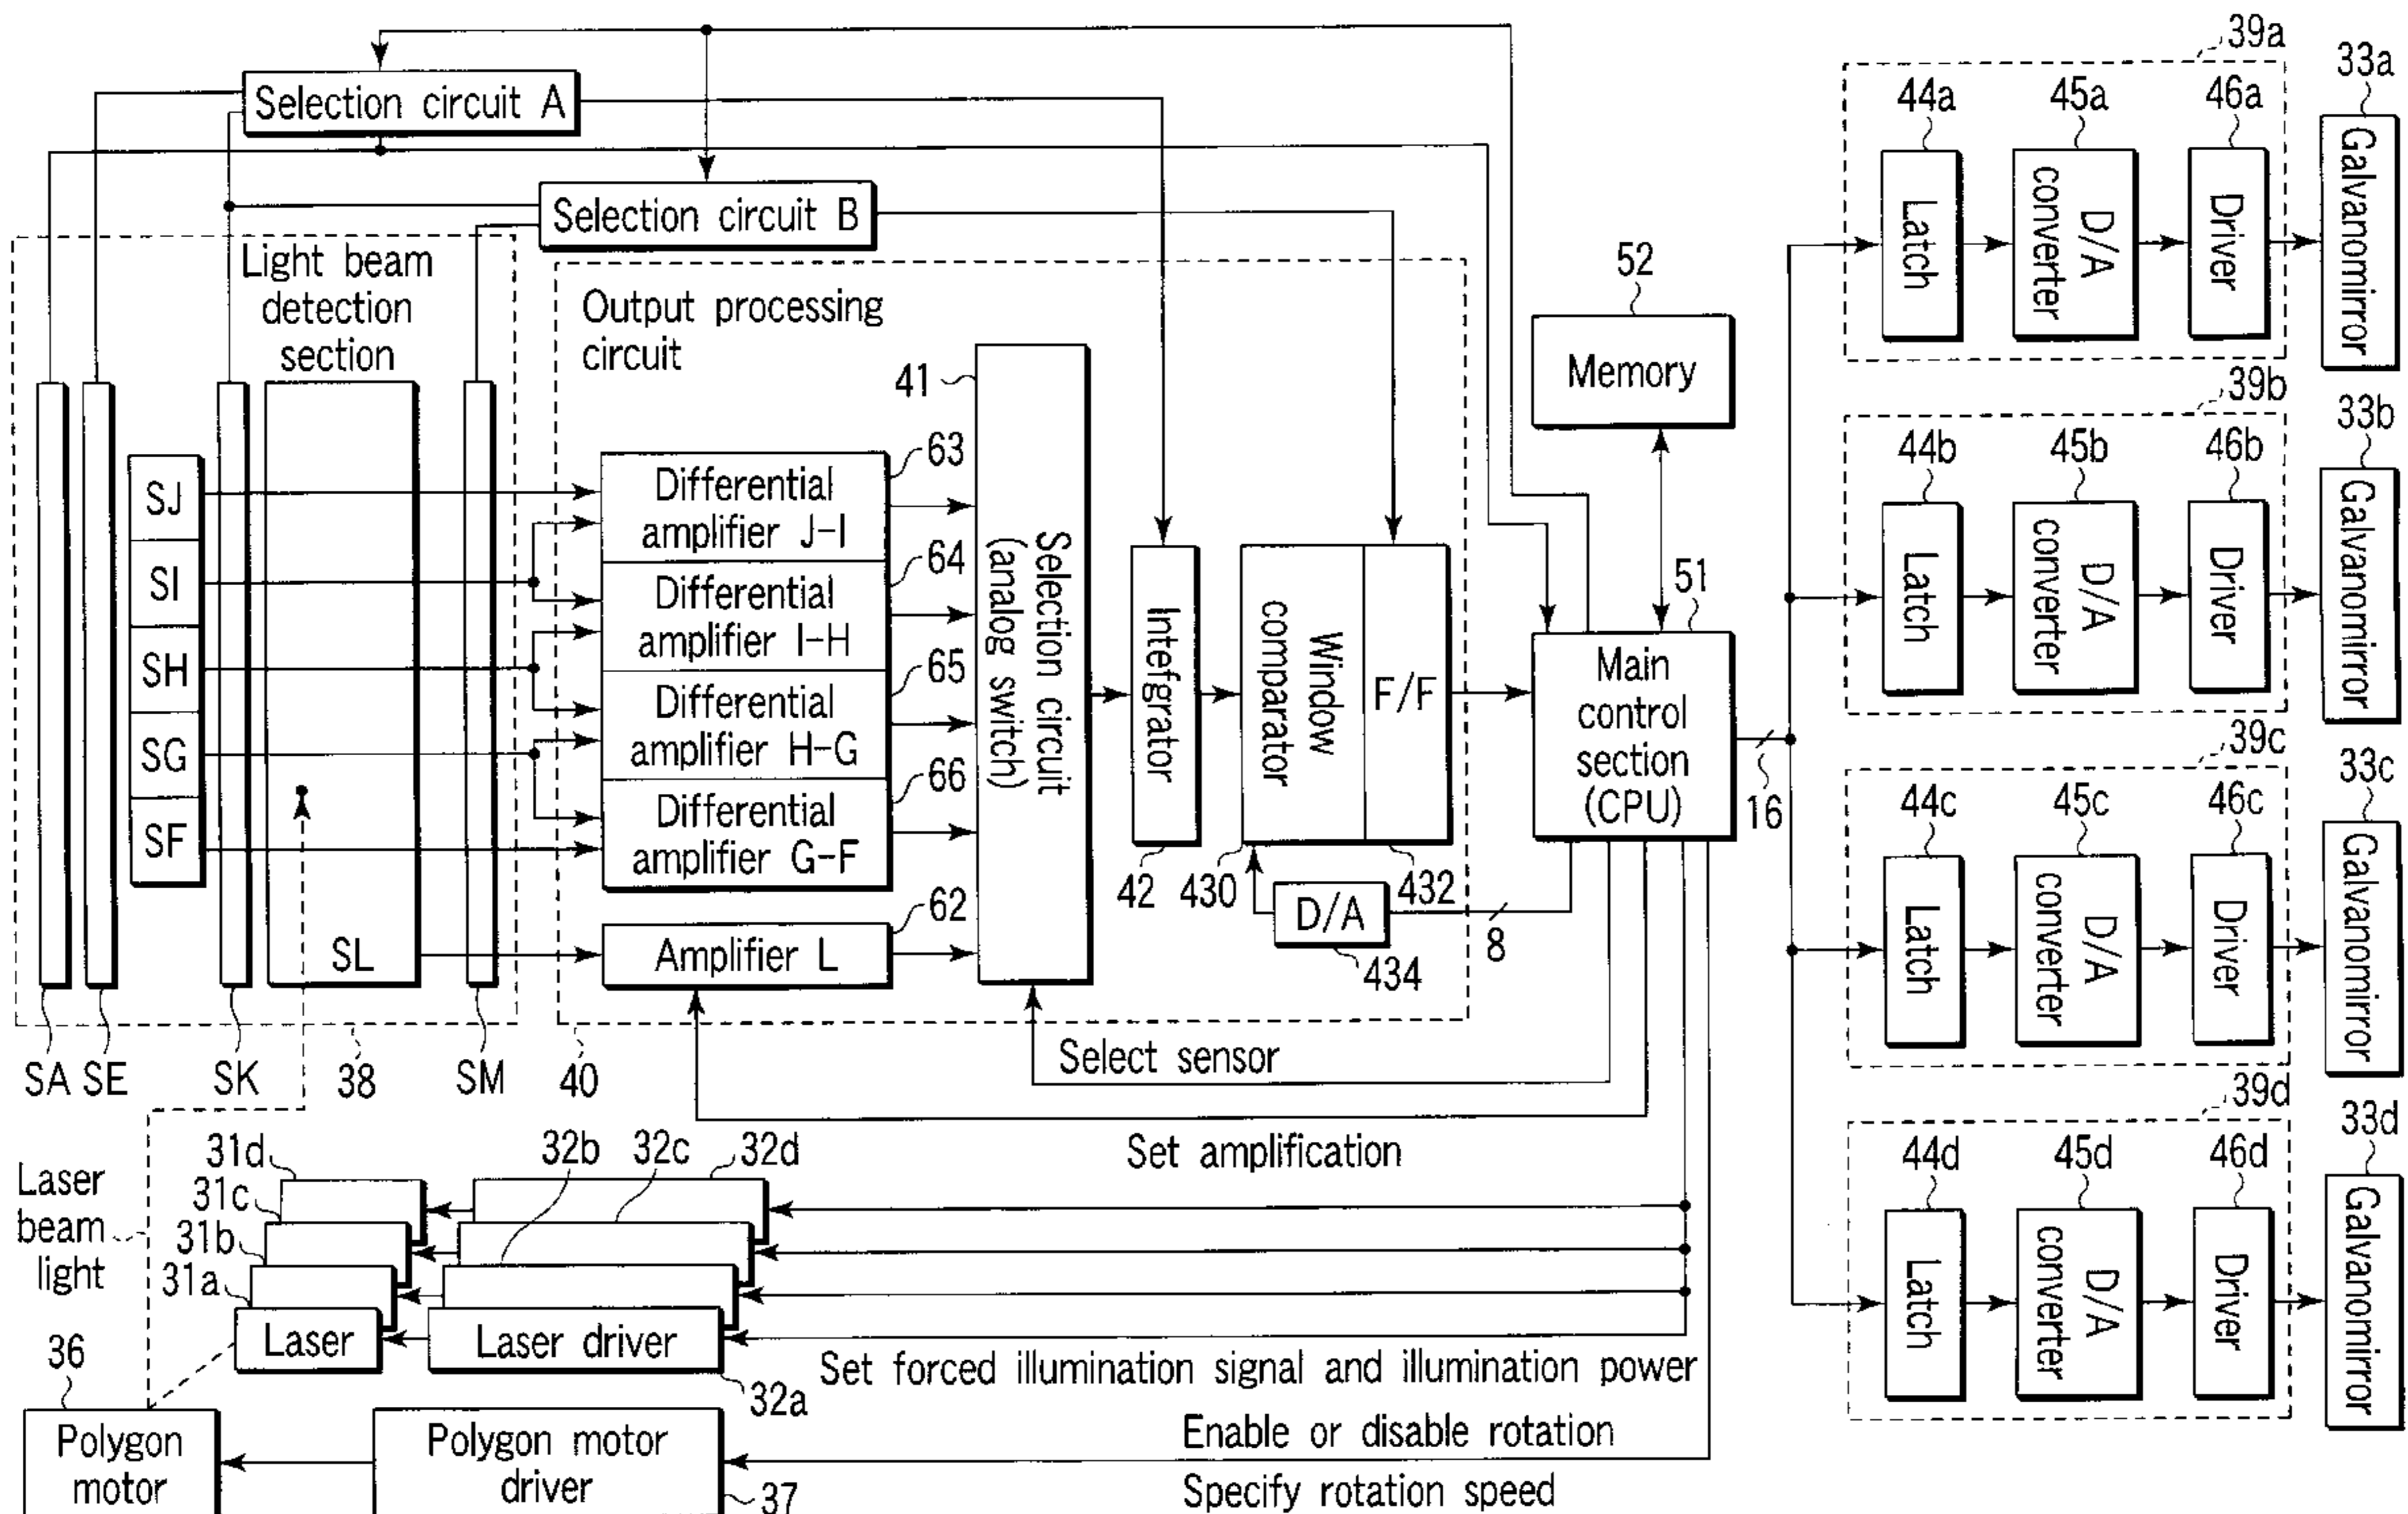 Selection circuit A
Selection circuit B
Light beam
detection
section
SJ
SI
SH
SG
SF
SL
SA
SE
SK
38
SM
40
Output processing
circuit
41
63
Differential
amplifier J-I
64
Differential
amplifier I-H
65
Differential
amplifier H-G
66
Differential
amplifier G-F
62
Amplifier L
Selection circuit
(analog switch)
Intefgrator
42
Window
comparator
430
F/F
432
D/A
434
8
52
Memory
51
Main
control
section
(CPU)
16
Select sensor
Set amplification
39a
44a
45a
46a
33a
Latch
D/A
converter
Driver
Galvanomirror
39b
44b
45b
46b
33b
Latch
D/A
converter
Driver
Galvanomirror
39c
44c
45c
46c
33c
Latch
D/A
converter
Driver
Galvanomirror
39d
44d
45d
46d
33d
Latch
D/A
converter
Driver
Galvanomirror
Laser
beam
light
31d
31c
31b
31a
32b
32c
32d
Laser
Laser driver
32a
Set forced illumination signal and illumination power
36
Polygon
motor
Polygon motor
driver
37
Enable or disable rotation
Specify rotation speed